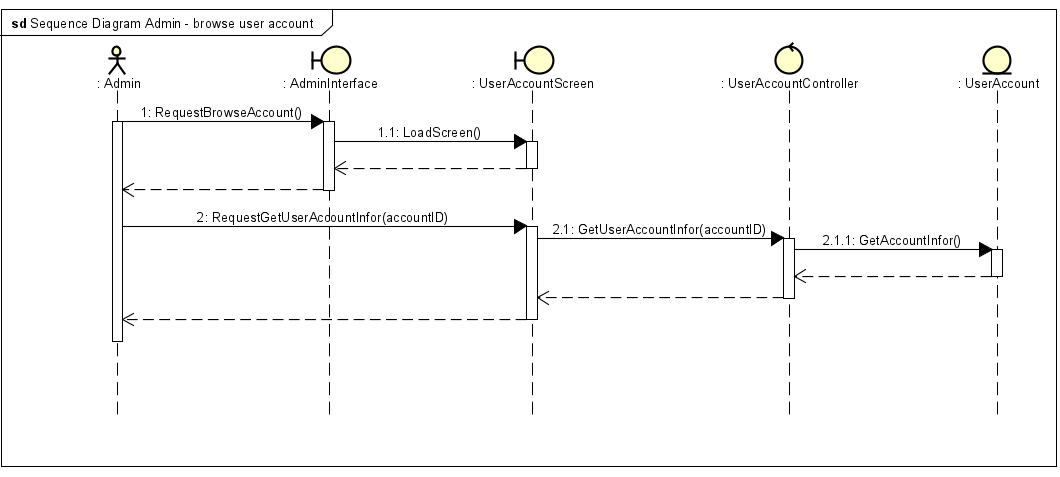 sd Sequence Diagram Admin - browse user account
: Admin
: AdminInterface
: UserAccountScreen
: UserAccountController
: UserAccount
1: RequestBrowseAccount()
1.1: LoadScreen()
2: RequestGetUserAccountInfor(accountID)
2.1: GetUserAccountInfor(accountID)
2.1.1: GetAccountInfor()